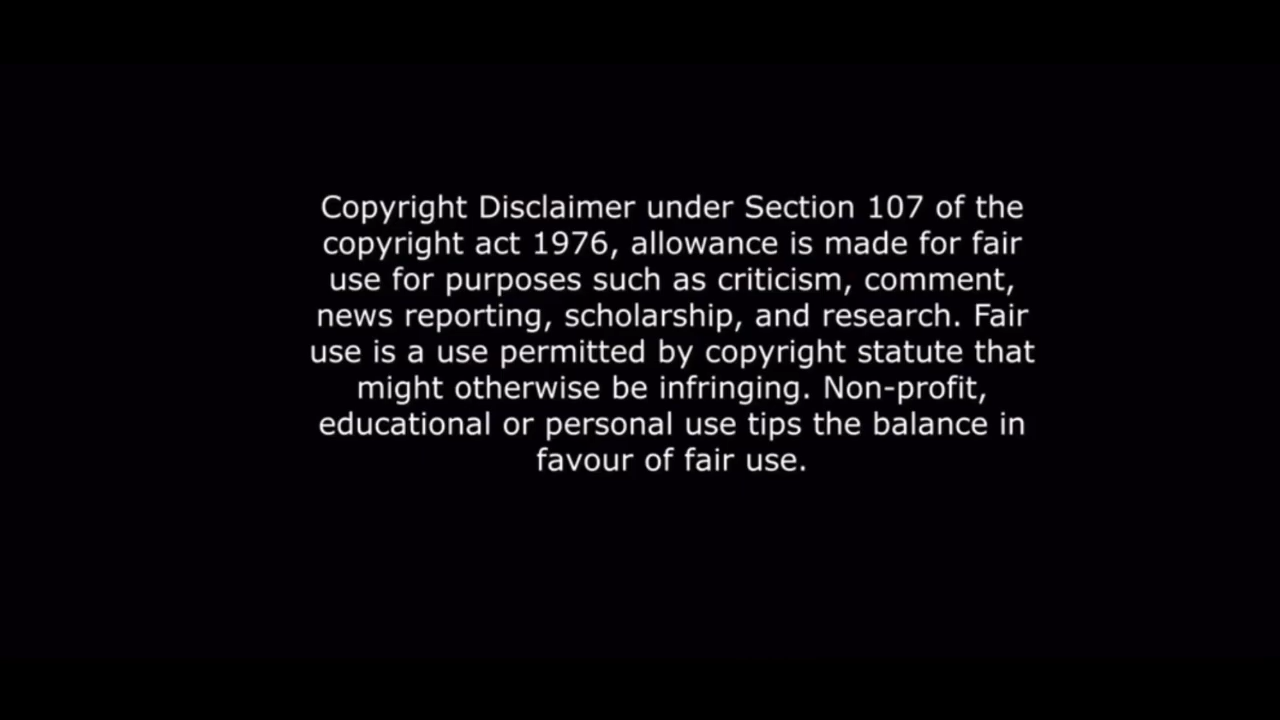 Copyright Disclaimer under Section 107 of the
copyright act 1976, allowance is made for fair
use for purposes such as criticism, comment,
news reporting, scholarship, and research. Fair
use is a use permitted by copyright statute that
might otherwise be infringing. Non-profit,
educational or personal use tips the balance in
favour of fair use.